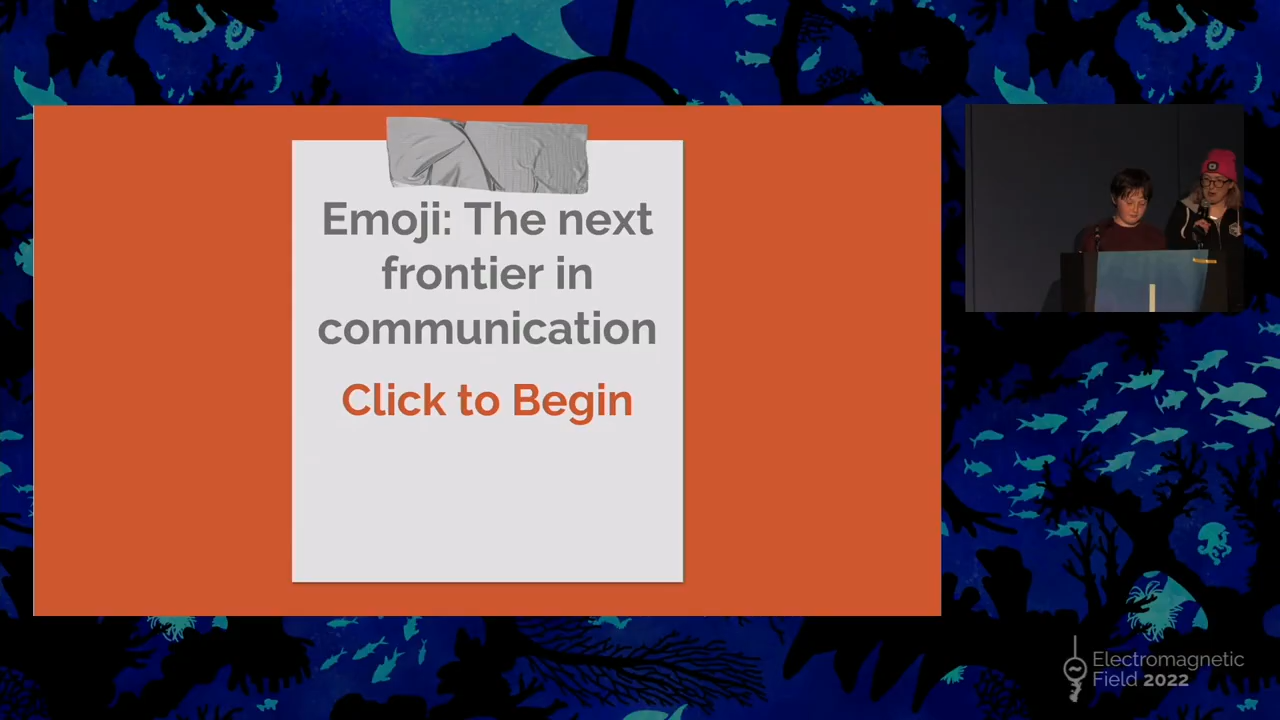 Emoji: The next
frontier in
communication
Click to Begin
Electromagnetic
Field 2022